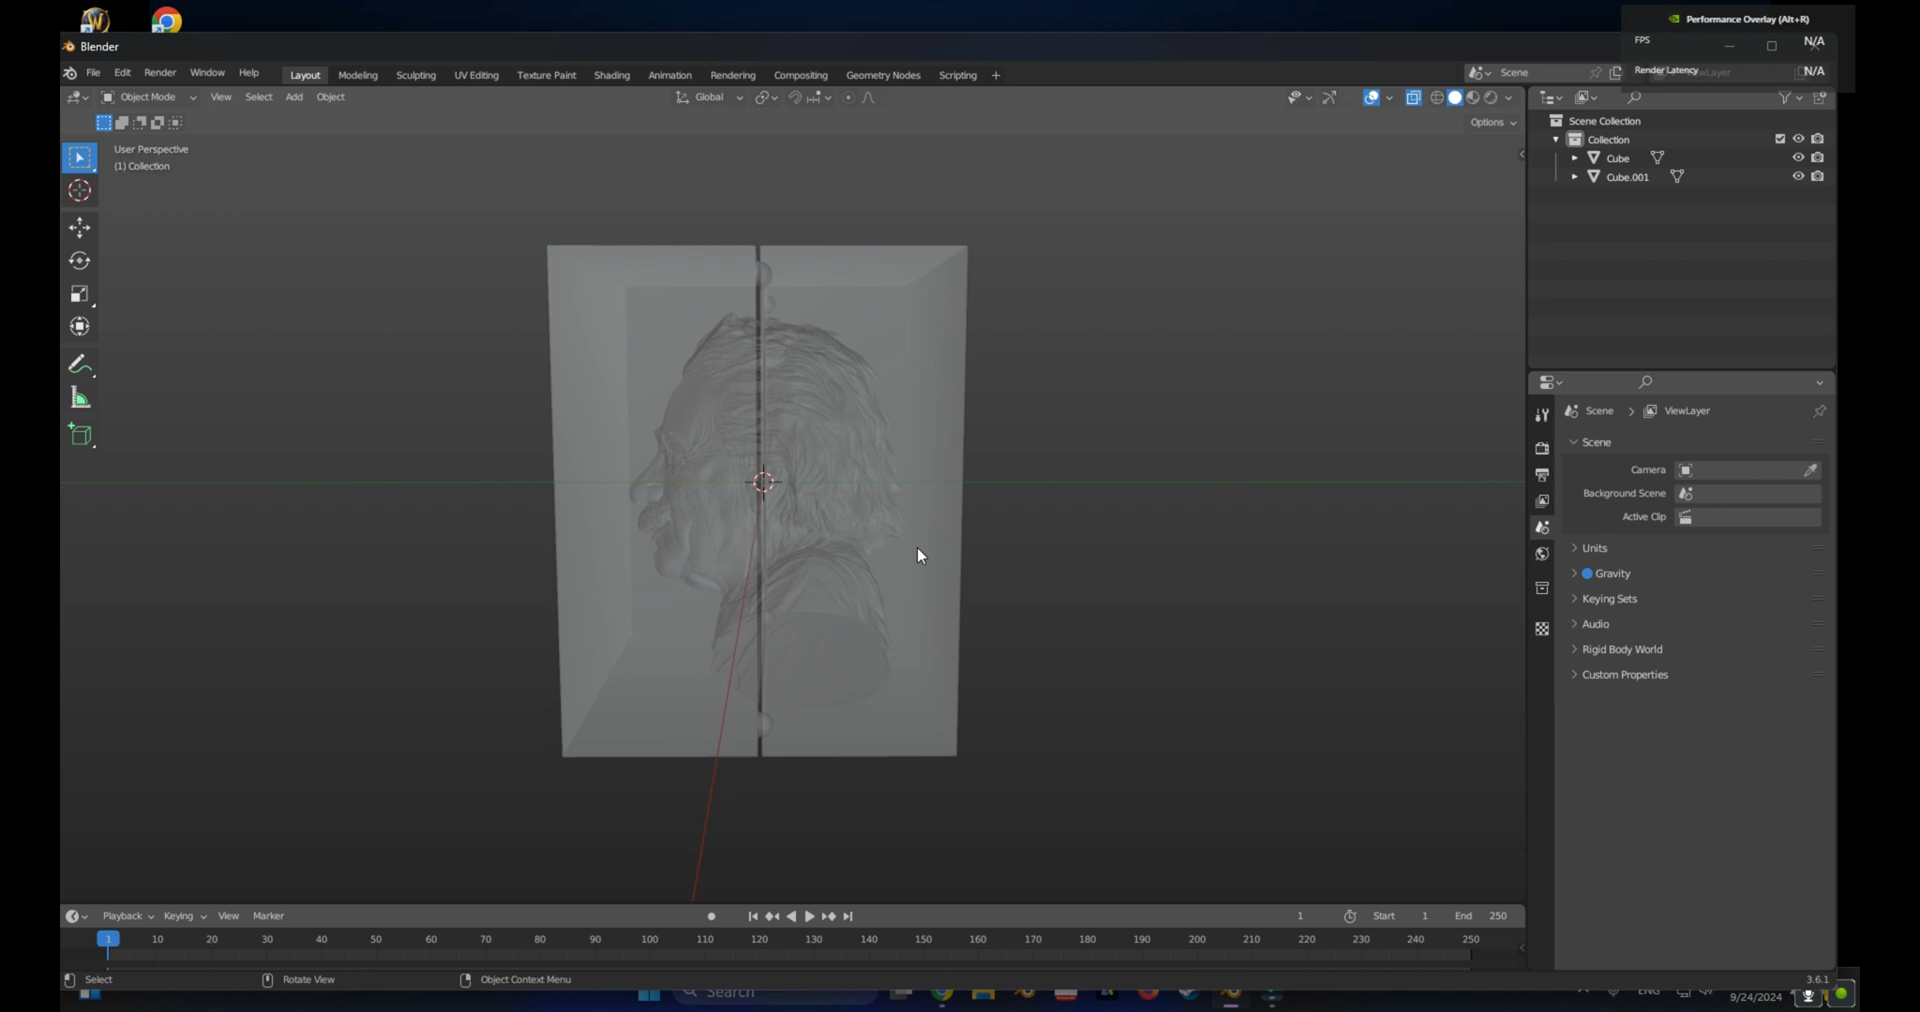 Performance Overlay (Alt+R)
Blender
FPS
N/A
File Edit Render Window Help
Layout Modeling Sculpting UV Editing Texture Paint Shading Animation Rendering Compositing Geometry Nodes Scripting +
Scene
Render Latency
N/A
Object Mode View Select Add Object
Global
Options
User Perspective
(1) Collection
Scene Collection
Collection
Cube
Cube.001
Scene ViewLayer
Scene
Camera
Background Scene
Active Clip
Units
Gravity
Keying Sets
Audio
Rigid Body World
Custom Properties
Playback Keying View Marker
1 Start 1 End 250
1 10 20 30 40 50 60 70 80 90 100 110 120 130 140 150 160 170 180 190 200 210 220 230 240 250
Select Rotate View Object Context Menu
3.6.1
Search
ENG
9/24/2024